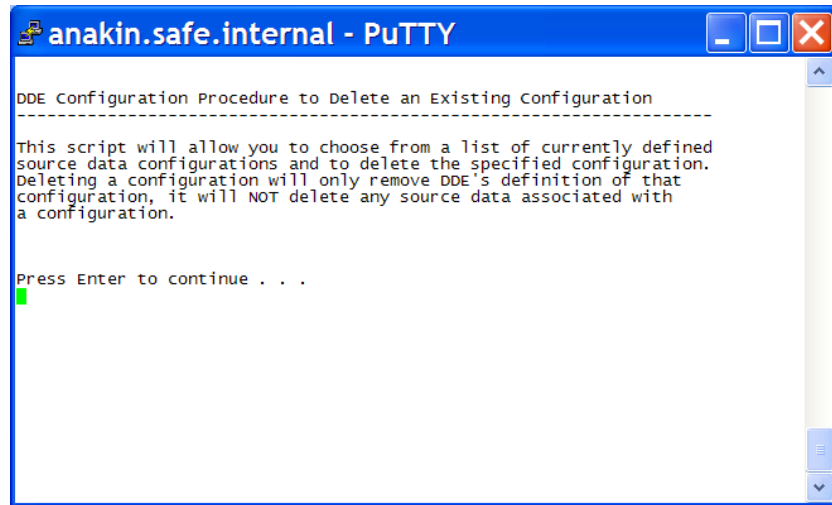 anakin.safe.internal - PuTTY
DDE Configuration Procedure to Delete an Existing Configuration
---------------------------------------------------------------------
This script will allow you to choose from a list of currently defined
source data configurations and to delete the specified configuration.
Deleting a configuration will only remove DDE's definition of that
configuration, it will NOT delete any source data associated with
a configuration.
Press Enter to continue . . .